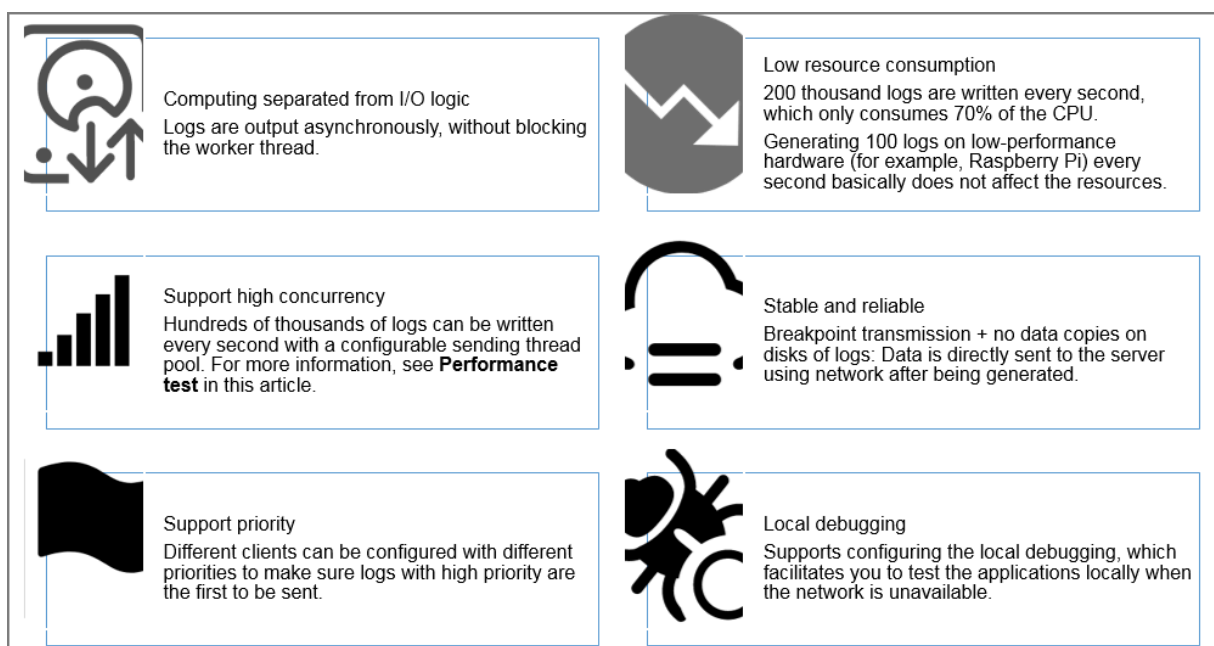 Computing separated from I/O logic
Logs are output asynchronously, without blocking
the worker thread.
Low resource consumption
200 thousand logs are written every second,
which only consumes 70% of the CPU.
Generating 100 logs on low-performance
hardware (for example, Raspberry Pi) every
second basically does not affect the resources.
Support high concurrency
Hundreds of thousands of logs can be written
every second with a configurable sending thread
pool. For more information, see Performance
test in this article.
Stable and reliable
Breakpoint transmission + no data copies on
disks of logs: Data is directly sent to the server
using network after being generated.
Support priority
Different clients can be configured with different
priorities to make sure logs with high priority are
the first to be sent.
Local debugging
Supports configuring the local debugging, which
facilitates you to test the applications locally when
the network is unavailable.